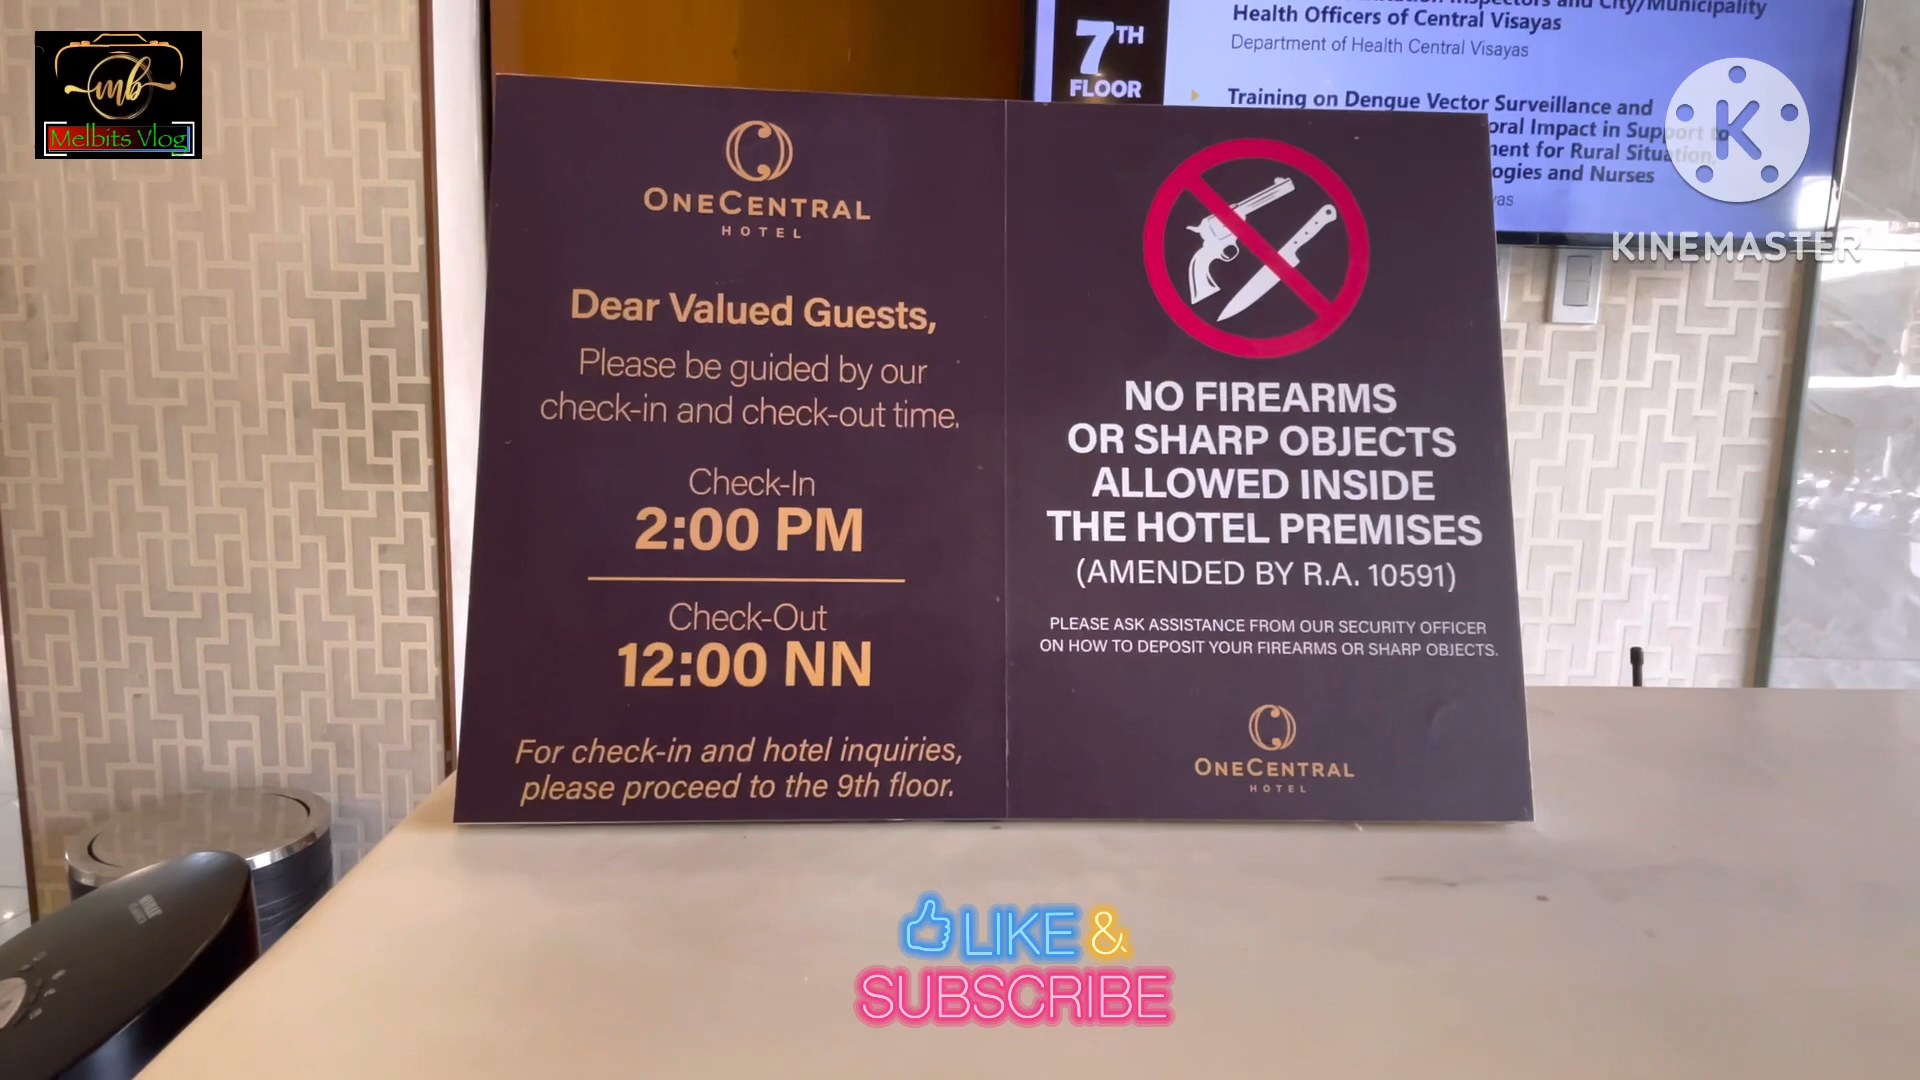 mb
Melbits Vlog
7TH
FLOOR
and City/Municipality
Health Officers of Central Visayas
Department of Health Central Visayas
Training on Dengue Vector Surveillance and
oral Impact in Support to
ment for Rural Situation,
ogies and Nurses
K
KINEMASTER
ONECENTRAL
HOTEL
Dear Valued Guests,
Please be guided by our
check-in and check-out time.
Check-In
2:00 PM
Check-Out
12:00 NN
For check-in and hotel inquiries,
please proceed to the 9th floor.
NO FIREARMS
OR SHARP OBJECTS
ALLOWED INSIDE
THE HOTEL PREMISES
(AMENDED BY R.A. 10591)
PLEASE ASK ASSISTANCE FROM OUR SECURITY OFFICER
ON HOW TO DEPOSIT YOUR FIREARMS OR SHARP OBJECTS.
ONECENTRAL
HOTEL
LIKE &
SUBSCRIBE